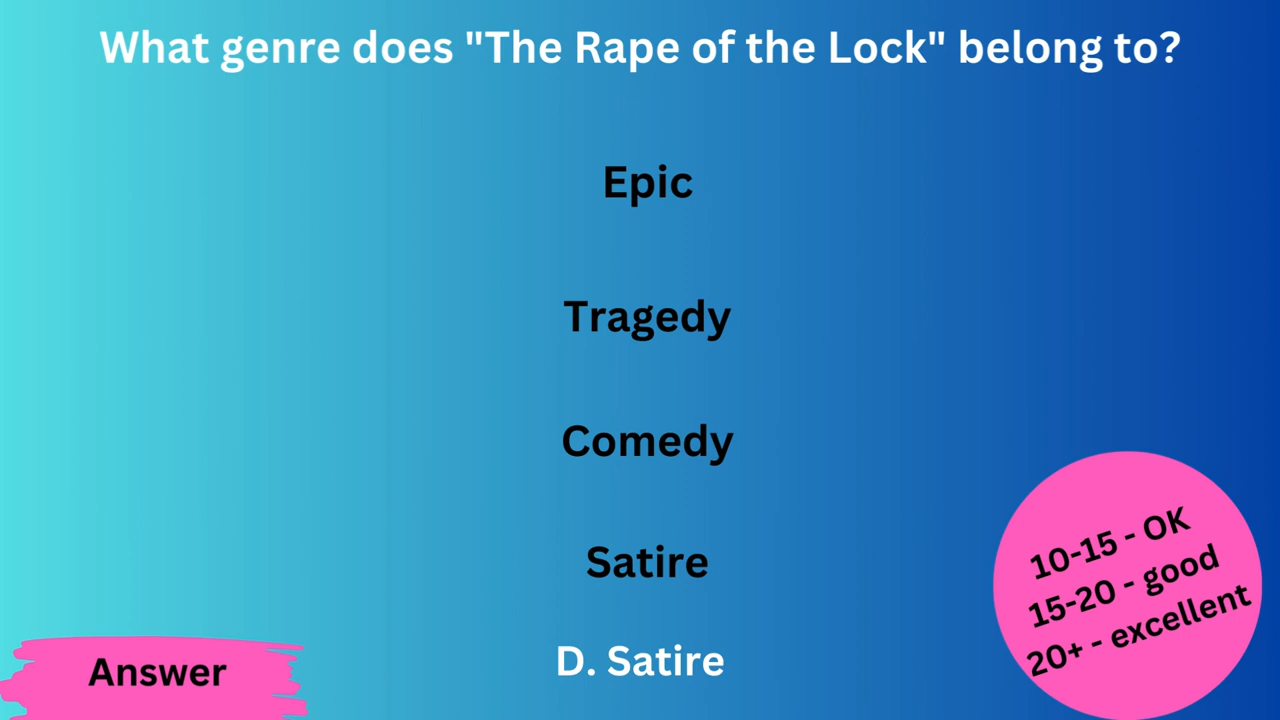 What genre does "The Rape of the Lock" belong to?
Epic
Tragedy
Comedy
Satire
D. Satire
Answer
10-15 - OK
15-20 - good
20+ - excellent